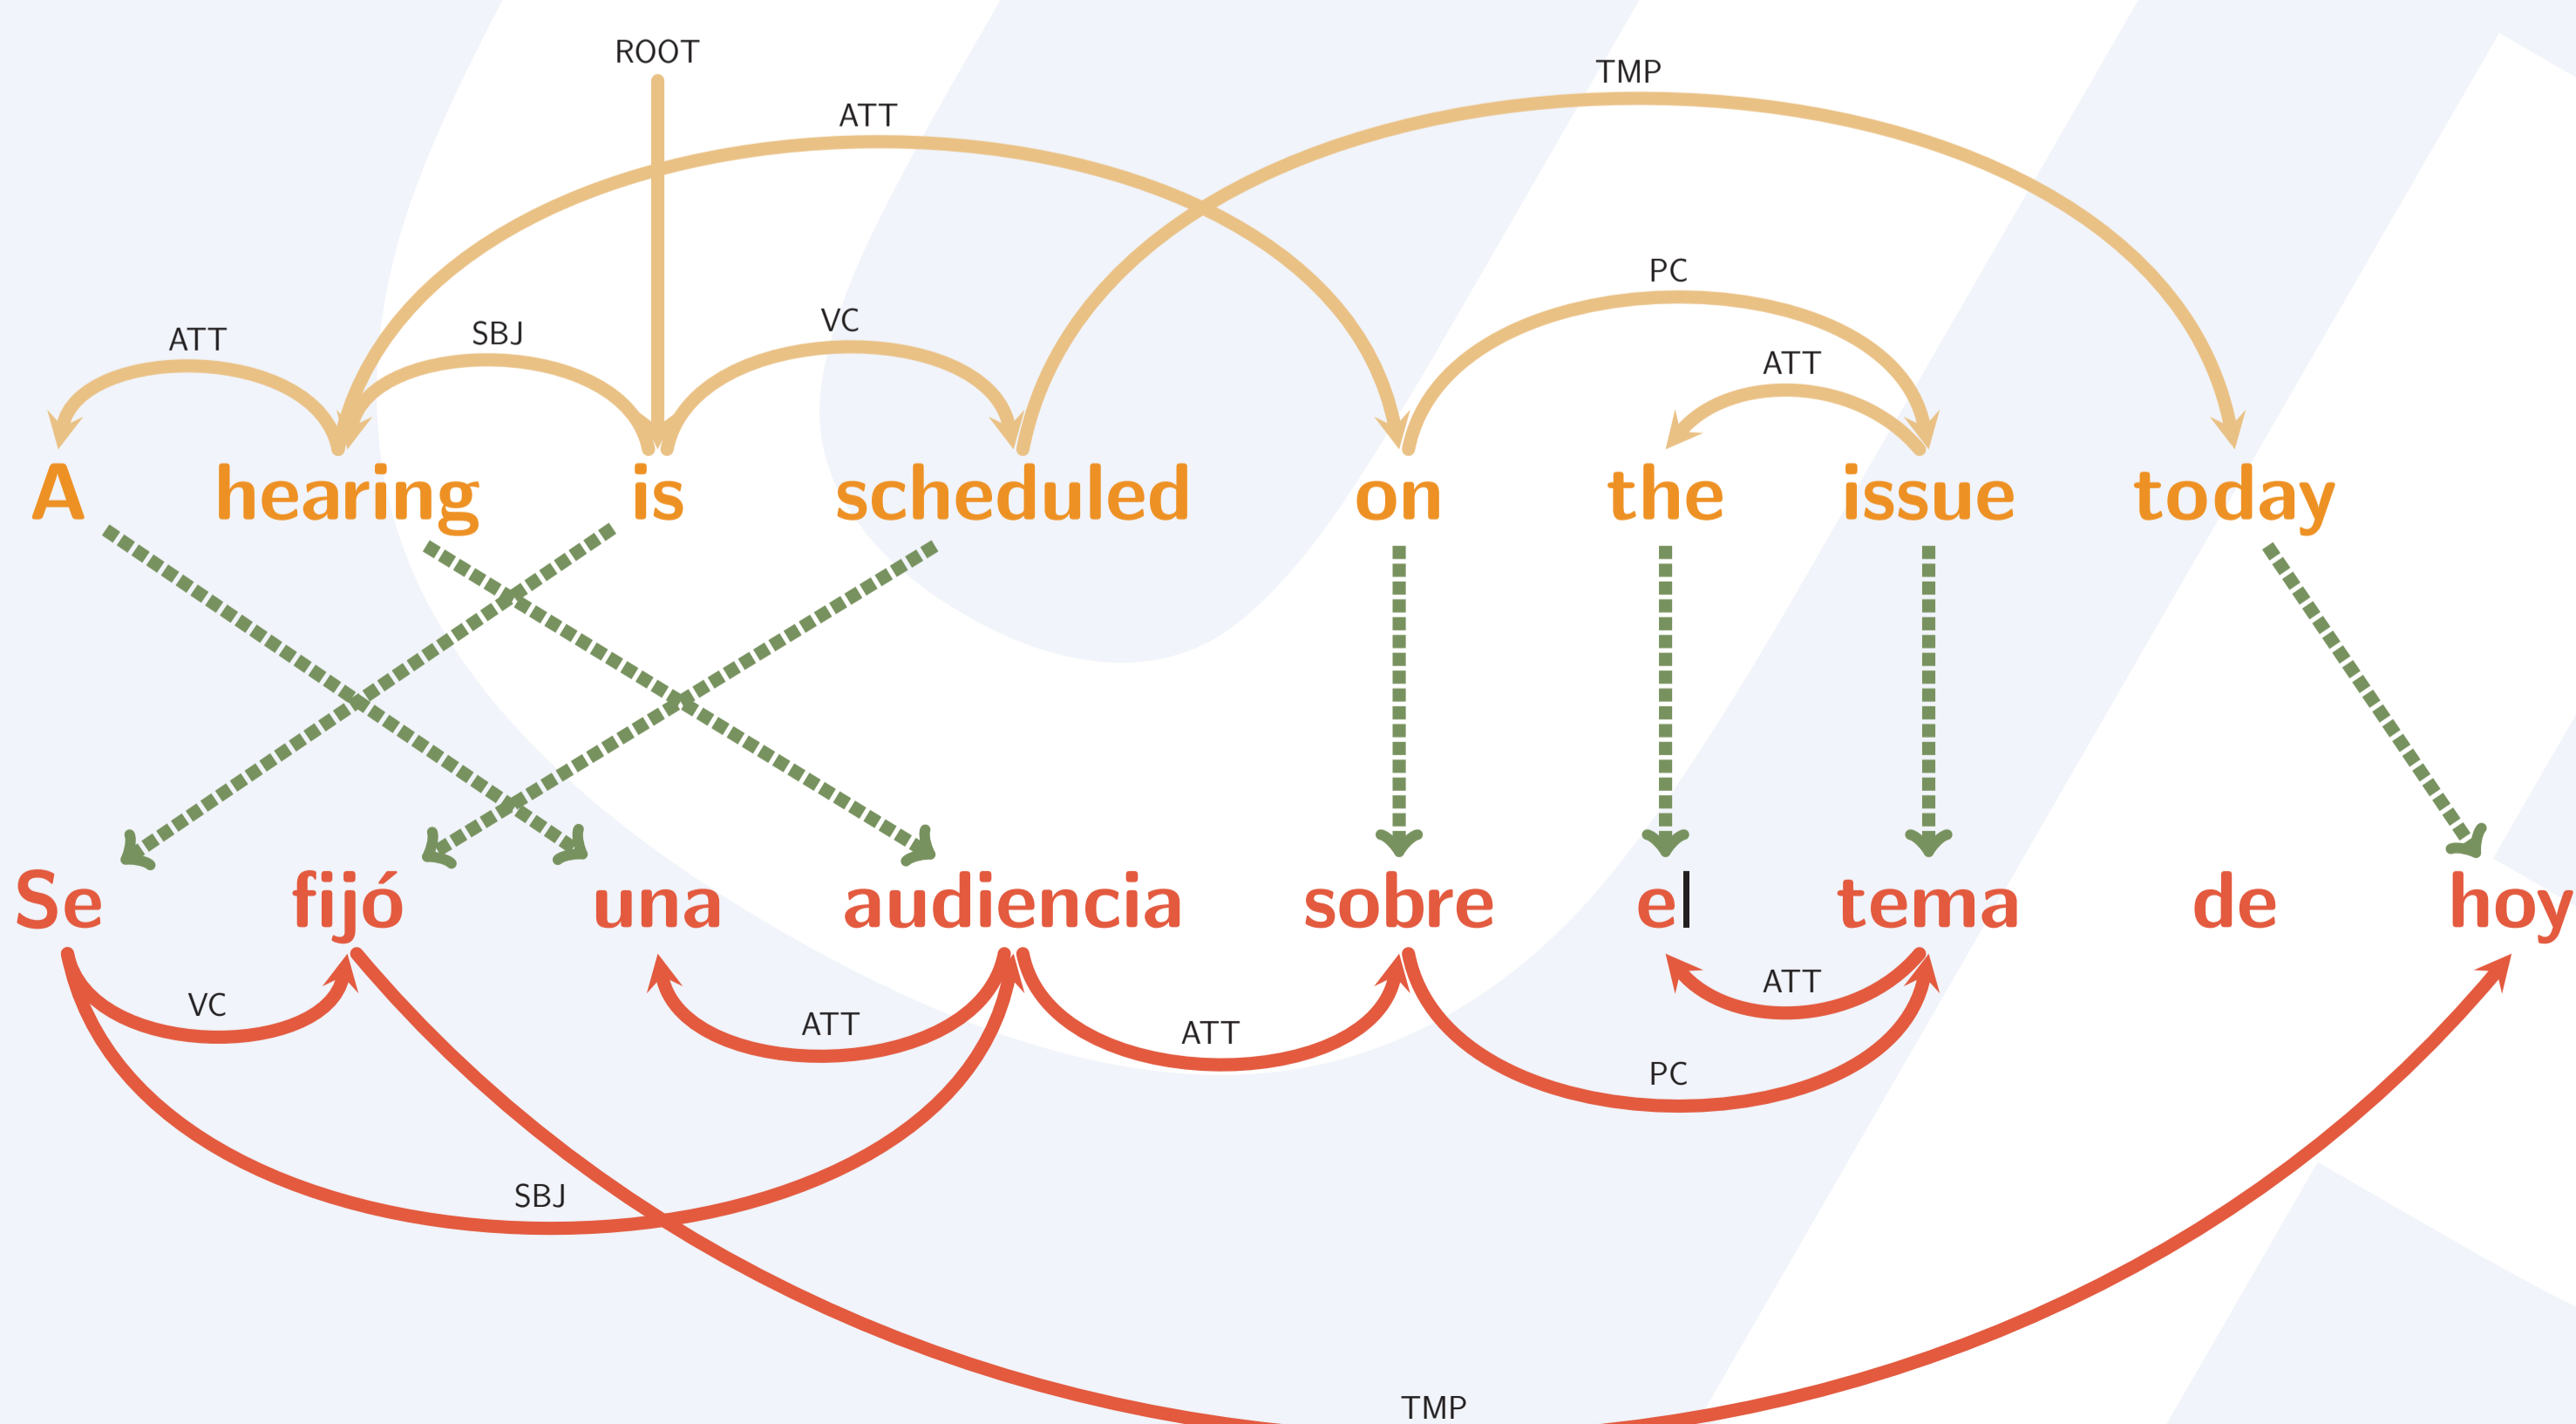 ROOT
TMP
ATT
PC
ATT SBJ VC ATT
A hearing is scheduled on the issue today
Se fijó una audiencia sobre el tema de hoy
VC ATT ATT ATT
PC
SBJ
TMP